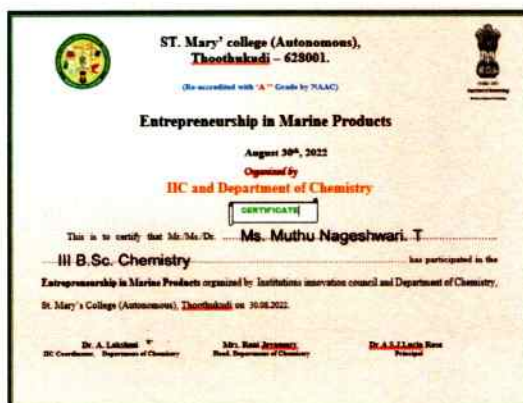 ST. Mary' college (Autonomous),
Thoothukudi – 628001.
(Re-accredited with 'A+' Grade by NAAC)
Entrepreneurship in Marine Products
August 30th, 2022
Organized by
IIC and Department of Chemistry
CERTIFICATE
This is to certify that Mr./Ms./Dr. Ms. Muthu Nageshwari. T
III B.Sc. Chemistry has participated in the
Entrepreneurship in Marine Products organized by Institutions innovation council and Department of Chemistry,
St. Mary's College (Autonomous), Thoothukudi on 30.08.2022.
Dr. A. Lakshmi Mrs. Rani Dr A.S.J.Lucia Rose
IIC Coordinator, Department of Chemistry Head, Department of Chemistry Principal